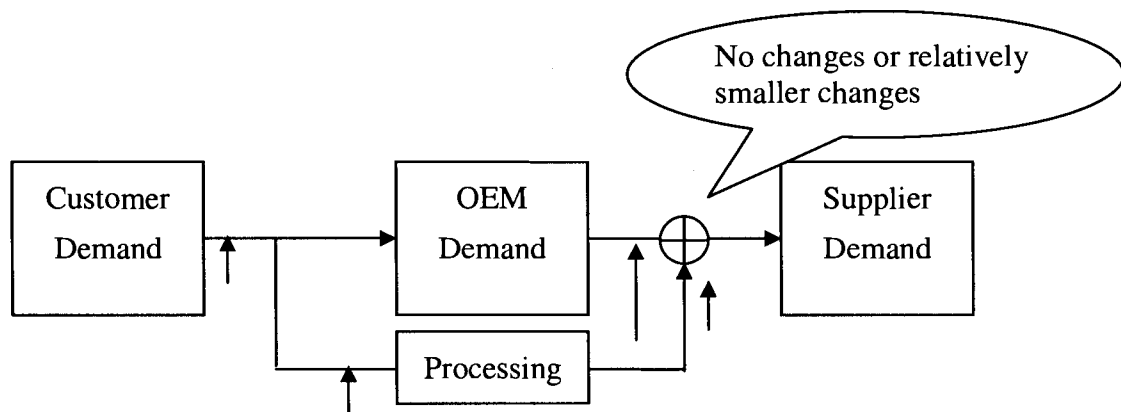 No changes or relatively
smaller changes
Customer
Demand
OEM
Demand
Supplier
Demand
Processing